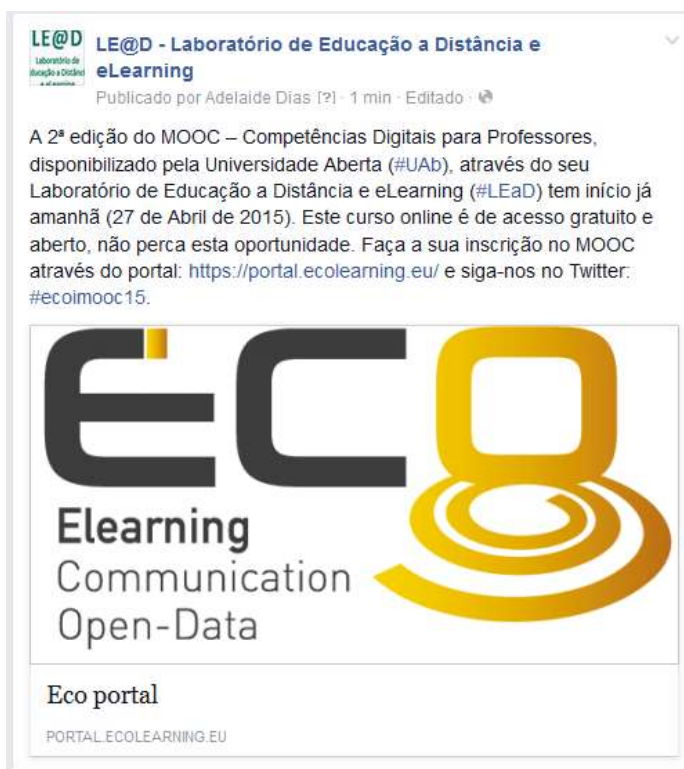 LE@D
Laboratório de
ducação a Distânc
LE@D - Laboratório de Educação a Distância e
eLearning
Publicado por Adelaide Dias [?] · 1 min · Editado ·
A 2ª edição do MOOC – Competências Digitais para Professores,
disponibilizado pela Universidade Aberta (#UAb), através do seu
Laboratório de Educação a Distância e eLearning (#LEaD) tem início já
amanhã (27 de Abril de 2015). Este curso online é de acesso gratuito e
aberto, não perca esta oportunidade. Faça a sua inscrição no MOOC
através do portal: https://portal.ecolearning.eu/ e siga-nos no Twitter:
#ecoimooc15.
ECO
Elearning
Communication
Open-Data
Eco portal
PORTAL.ECOLEARNING.EU